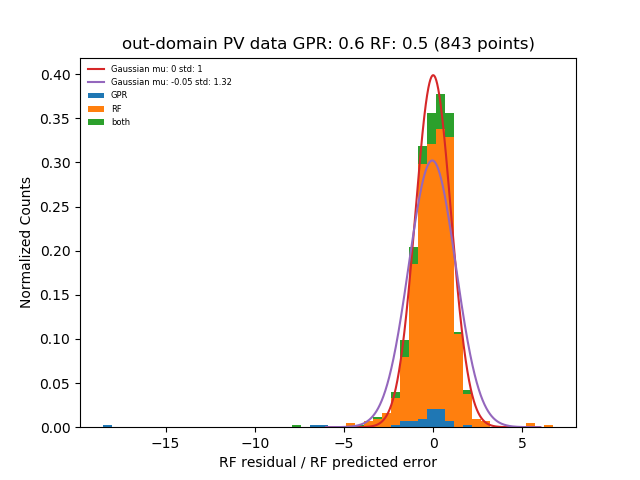 out-domain PV data GPR: 0.6 RF: 0.5 (843 points)
Gaussian mu: 0 std: 1
Gaussian mu: -0.05 std: 1.32
GPR
RF
both
Normalized Counts
0.40
0.35
0.30
0.25
0.20
0.15
0.10
0.05
0.00
−15
−10
−5
0
5
RF residual / RF predicted error